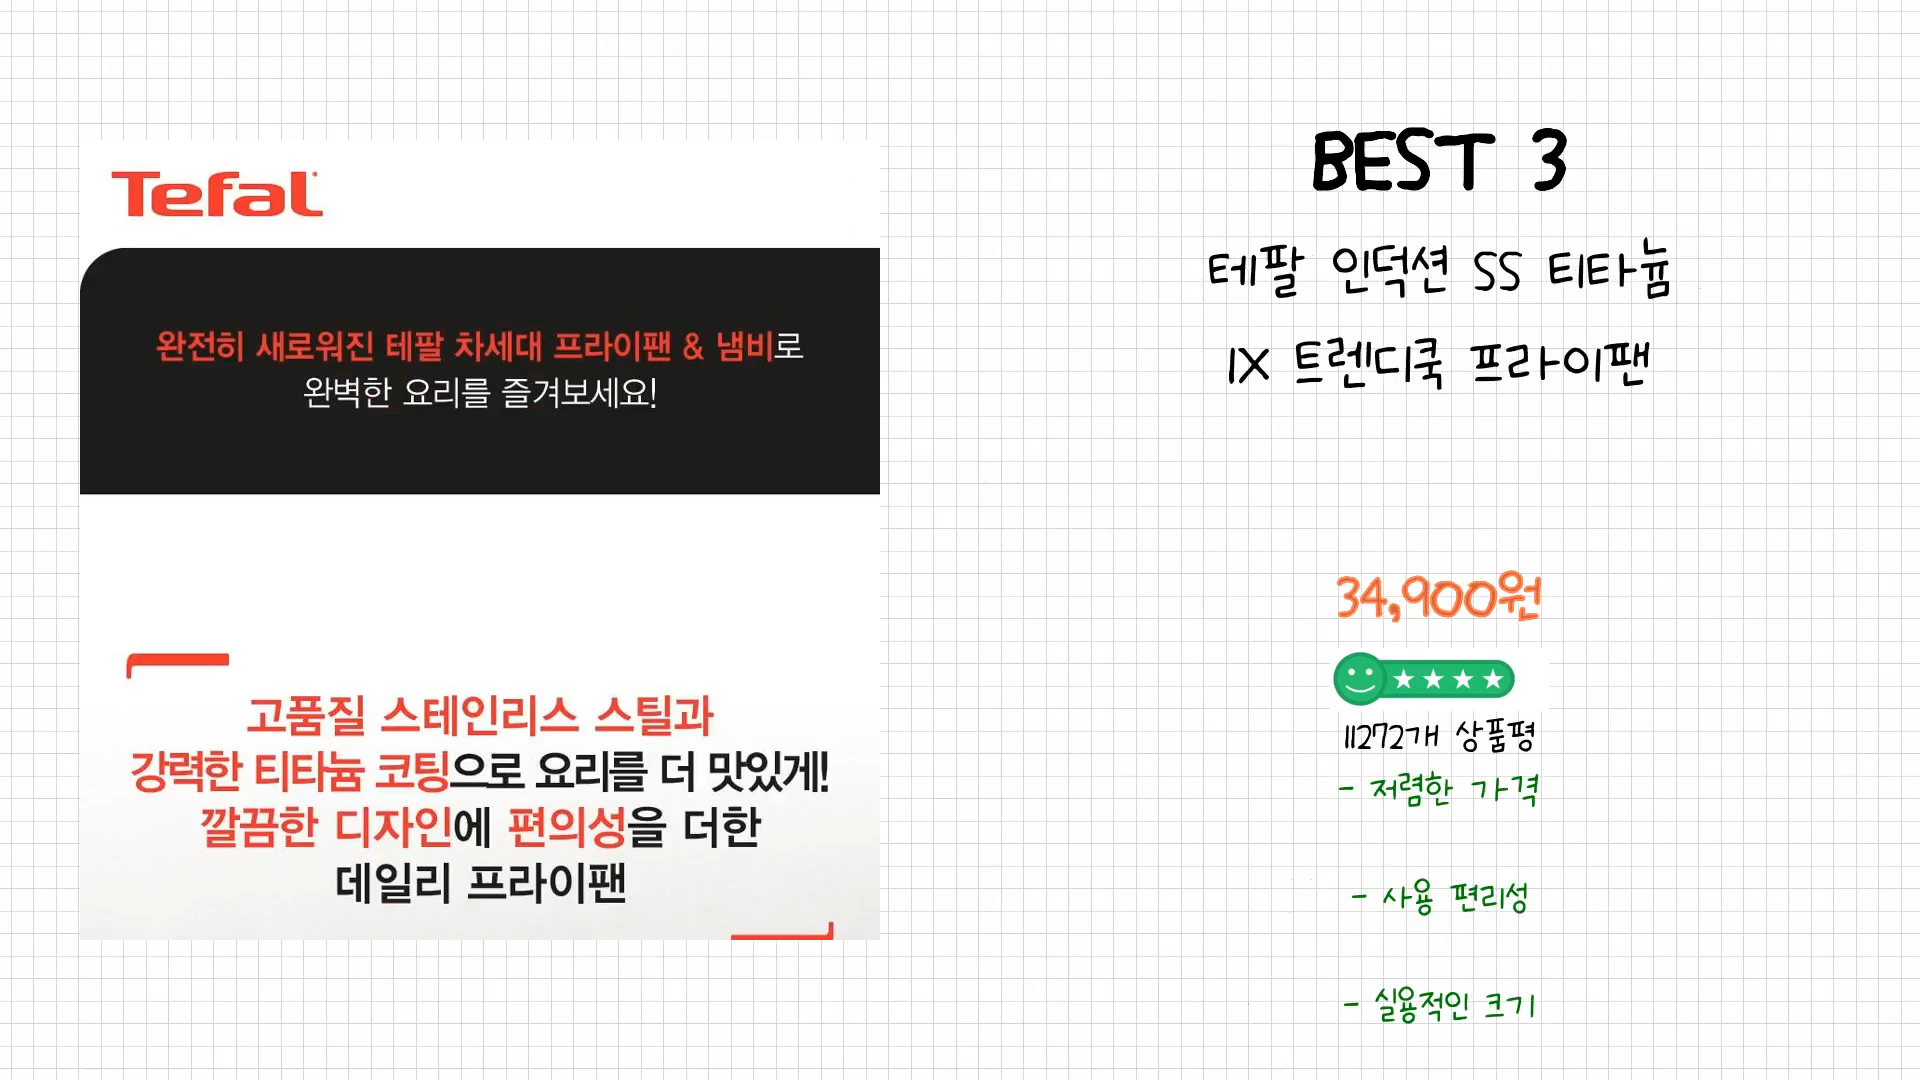 Tefal
완전히 새로워진 테팔 차세대 프라이팬 & 냄비로
완벽한 요리를 즐겨보세요!
고품질 스테인리스 스틸과
강력한 티타늄 코팅으로 요리를 더 맛있게!
깔끔한 디자인에 편의성을 더한
데일리 프라이팬
BEST 3
테팔 인덕션 SS 티타늄
IX 트렌디쿡 프라이팬
34,900원
11272개 상품평
- 저렴한 가격
- 사용 편리성
- 실용적인 크기